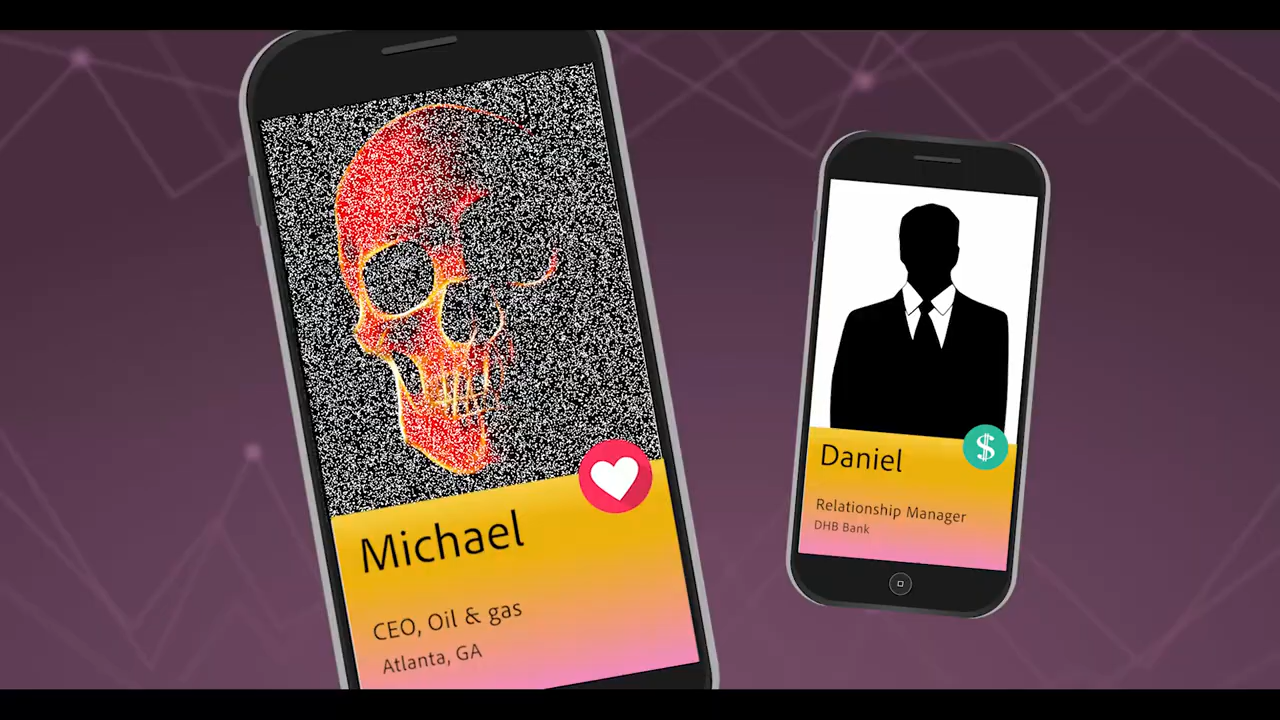 Michael
CEO, Oil & gas
Atlanta, GA
$
Daniel
Relationship Manager
DHB Bank